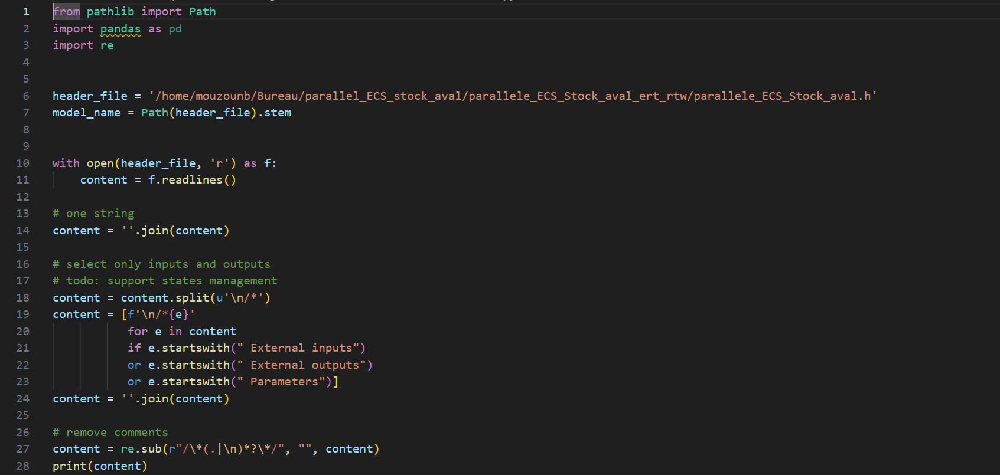 1 from pathlib import Path
2 import pandas as pd
3 import re
4
5
6 header_file = '/home/mouzounb/Bureau/parallel_ECS_stock_aval/parallele_ECS_Stock_aval_ert_rtw/parallele_ECS_Stock_aval.h'
7 model_name = Path(header_file).stem
8
9
10 with open(header_file, 'r') as f:
11     content = f.readlines()
12
13 # one string
14 content = ''.join(content)
15
16 # select only inputs and outputs
17 # todo: support states management
18 content = content.split(u'\n/*')
19 content = [f'\n/*{e}'
20            for e in content
21            if e.startswith(" External inputs")
22            or e.startswith(" External outputs")
23            or e.startswith(" Parameters")]
24 content = ''.join(content)
25
26 # remove comments
27 content = re.sub(r"/\*(.|\n)*?\*/", "", content)
28 print(content)